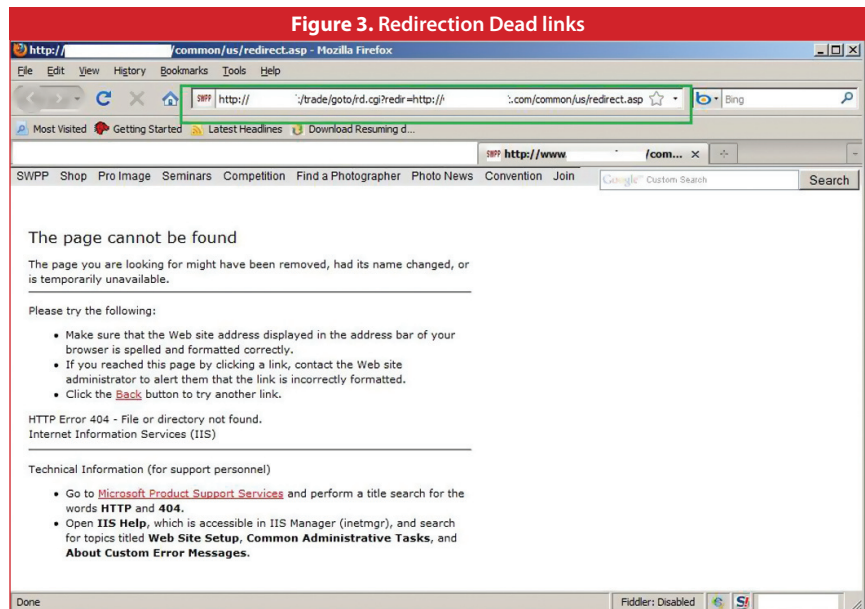 Figure 3. Redirection Dead links
http:// /common/us/redirect.asp - Mozilla Firefox
File Edit View History Bookmarks Tools Help
SWPP http:// :/trade/goto/rd.cgi?redir=http:// :.com/common/us/redirect.asp Bing
Most Visited Getting Started Latest Headlines Download Resuming d...
SWPP http://www. /com...
SWPP Shop Pro Image Seminars Competition Find a Photographer Photo News Convention Join Google Custom Search Search
The page cannot be found
The page you are looking for might have been removed, had its name changed, or
is temporarily unavailable.
Please try the following:
• Make sure that the Web site address displayed in the address bar of your
browser is spelled and formatted correctly.
• If you reached this page by clicking a link, contact the Web site
administrator to alert them that the link is incorrectly formatted.
• Click the Back button to try another link.
HTTP Error 404 - File or directory not found.
Internet Information Services (IIS)
Technical Information (for support personnel)
• Go to Microsoft Product Support Services and perform a title search for the
words HTTP and 404.
• Open IIS Help, which is accessible in IIS Manager (inetmgr), and search
for topics titled Web Site Setup, Common Administrative Tasks, and
About Custom Error Messages.
Done Fiddler: Disabled